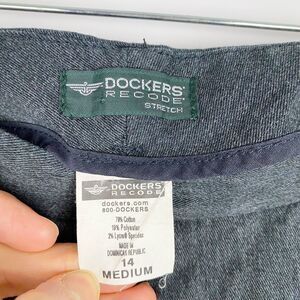 DOCKERS®
RECODE®
STRETCH
DOCKERS®
RECODE®
dockers.com
800-DOCKERS
79% Cotton
19% Polyester
2% Lycra® Spandex
MADE IN
DOMINICAN REPUBLIC
14
MEDIUM